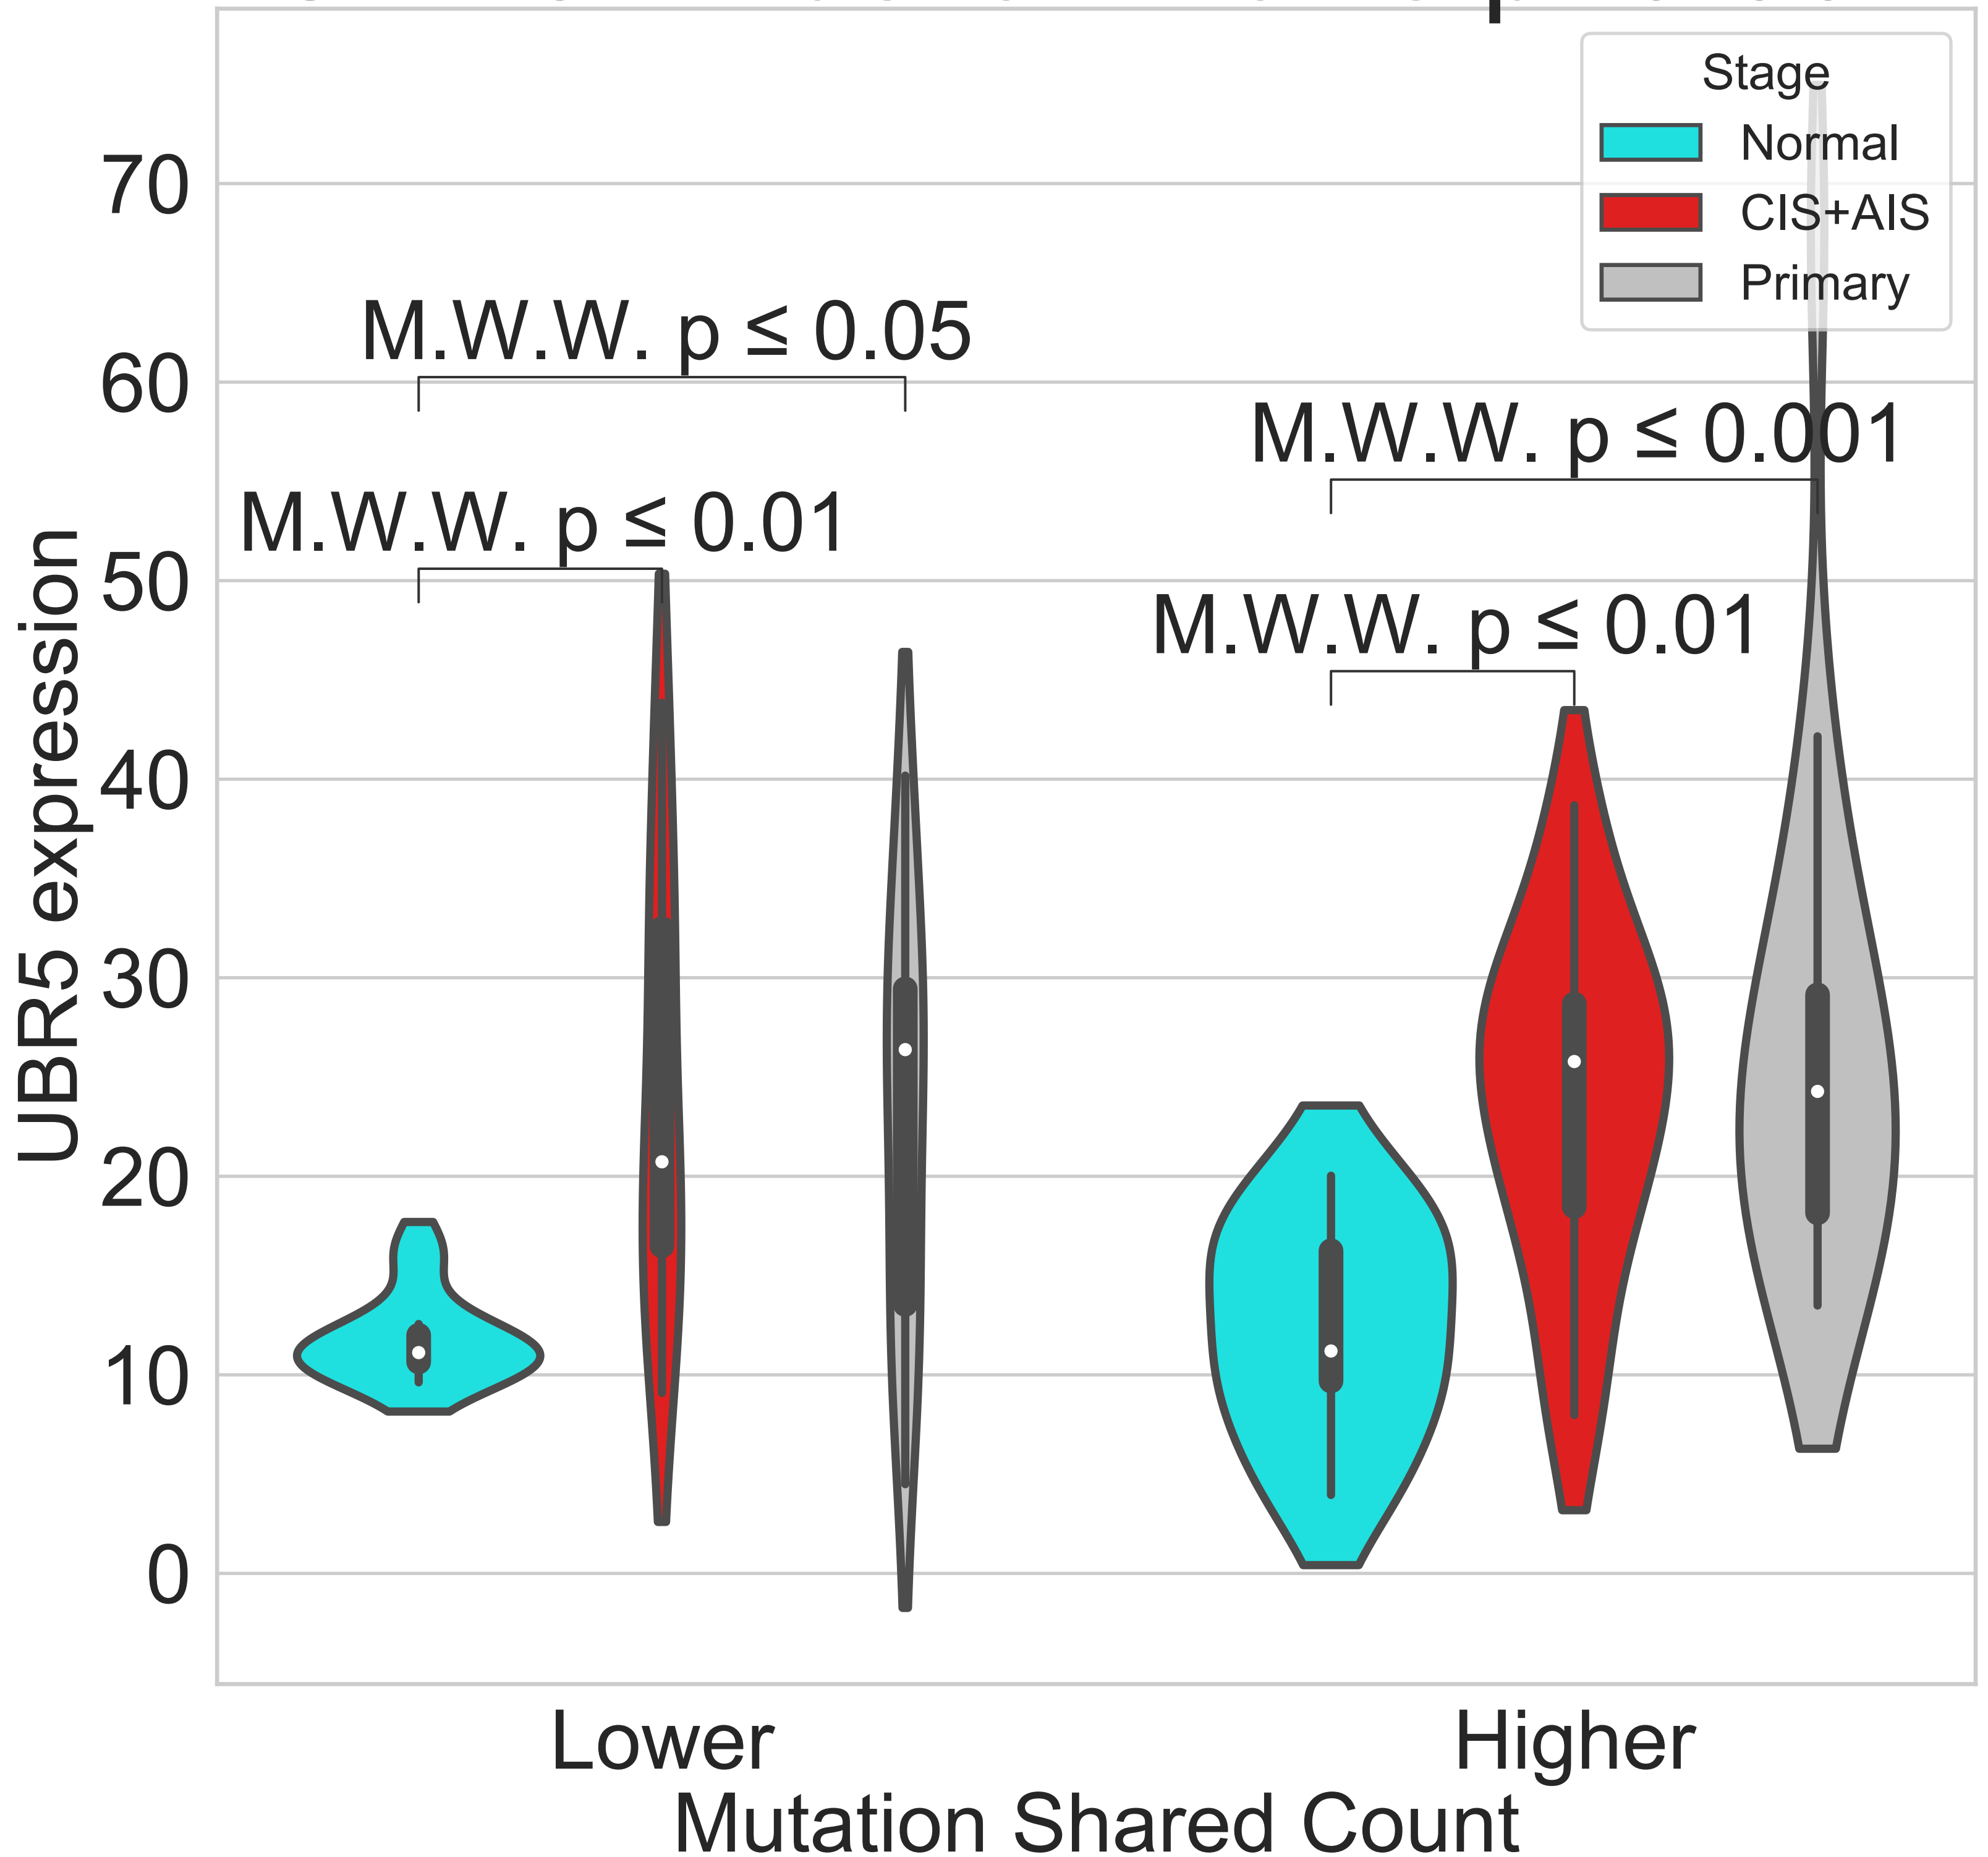 Stage
Normal
CIS+AIS
Primary
70
60
50
40
30
20
10
0
UBR5 expression
M.W.W. p ≤ 0.05
M.W.W. p ≤ 0.001
M.W.W. p ≤ 0.01
M.W.W. p ≤ 0.01
Lower
Higher
Mutation Shared Count